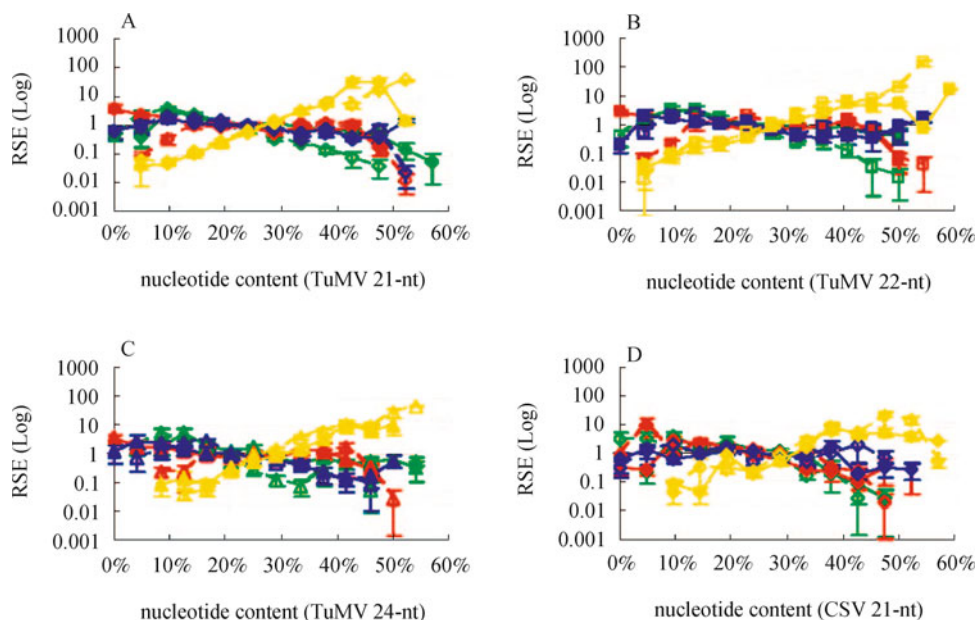 A
RSE (Log)
1000
100
10
1
0.1
0.01
0.001
0% 10% 20% 30% 40% 50% 60%
nucleotide content (TuMV 21-nt)
B
RSE (Log)
1000
100
10
1
0.1
0.01
0.001
0% 10% 20% 30% 40% 50% 60%
nucleotide content (TuMV 22-nt)
C
RSE (Log)
1000
100
10
1
0.1
0.01
0.001
0% 10% 20% 30% 40% 50% 60%
nucleotide content (TuMV 24-nt)
D
RSE (Log)
1000
100
10
1
0.1
0.01
0.001
0% 10% 20% 30% 40% 50% 60%
nucleotide content (CSV 21-nt)